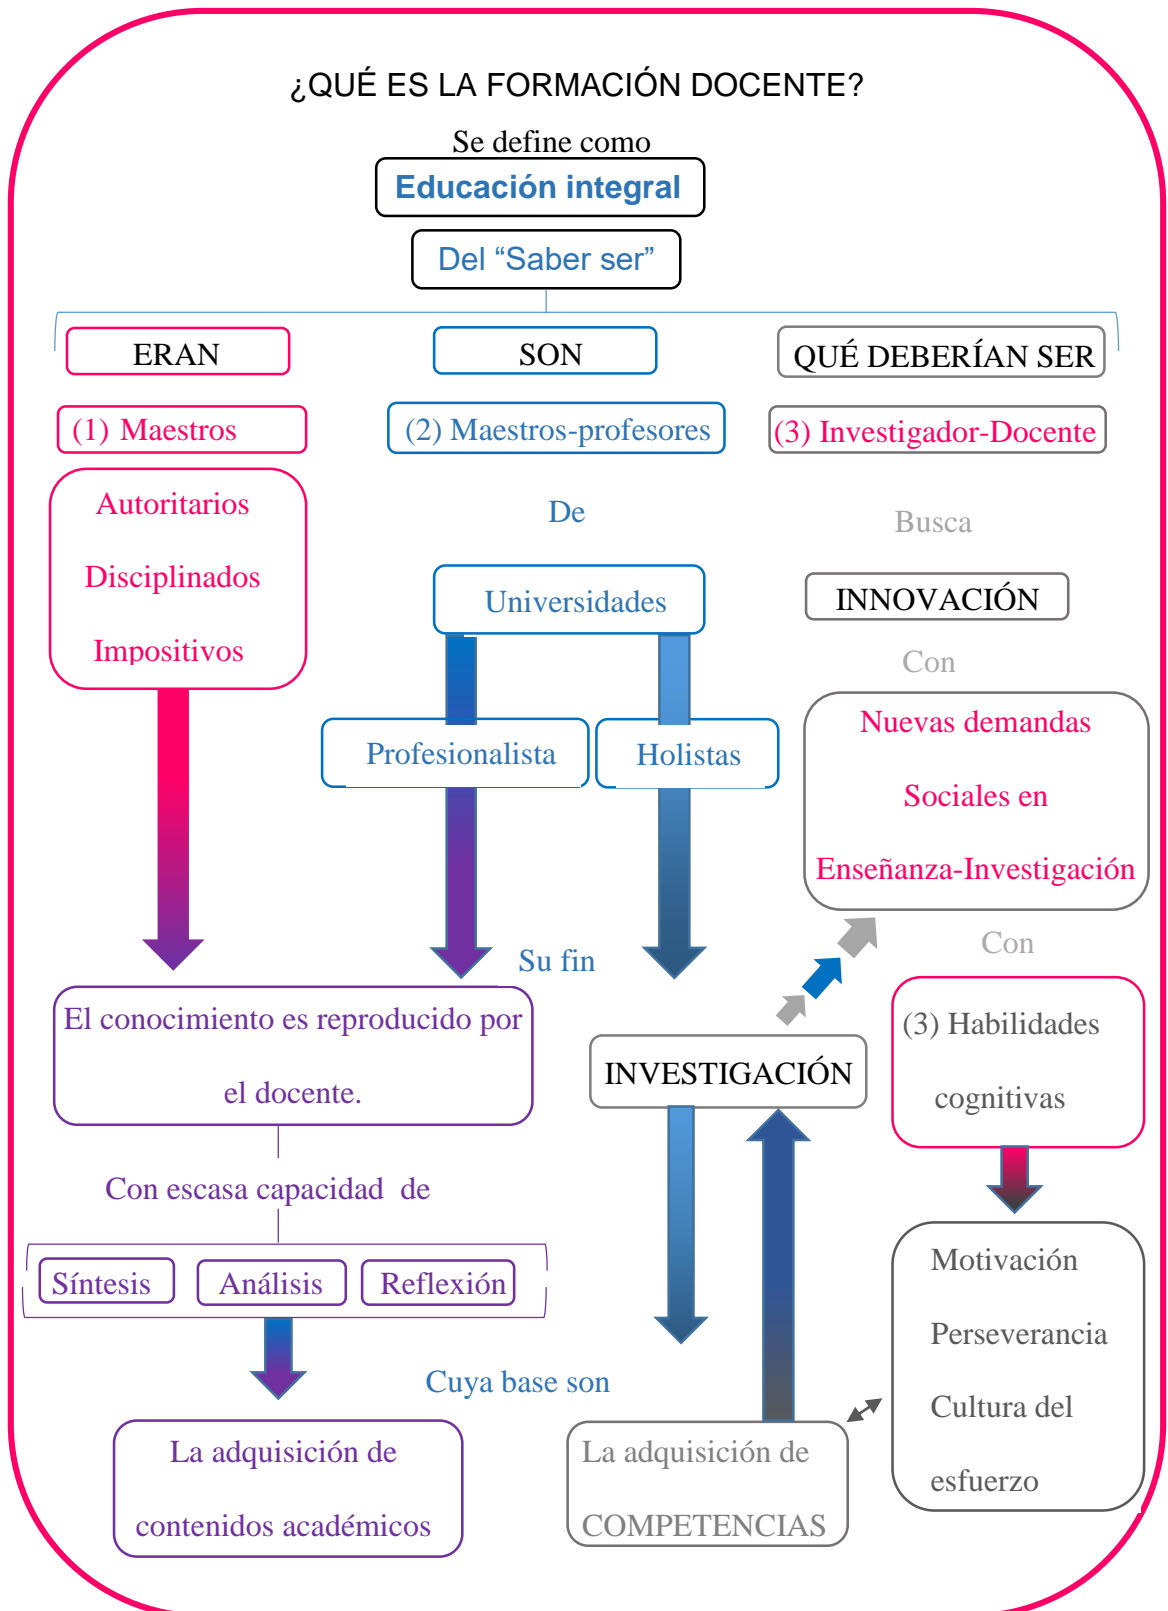 ¿QUÉ ES LA FORMACIÓN DOCENTE?
Se define como
Educación integral
Del “Saber ser”
ERAN
SON
QUÉ DEBERÍAN SER
(1) Maestros
(2) Maestros-profesores
(3) Investigador-Docente
Autoritarios
Disciplinados
Impositivos
De
Universidades
Profesionalista
Holistas
Busca
INNOVACIÓN
Con
Nuevas demandas
Sociales en
Enseñanza-Investigación
Su fin
Con
El conocimiento es reproducido por
el docente.
INVESTIGACIÓN
(3) Habilidades
cognitivas
Con escasa capacidad  de
Síntesis
Análisis
Reflexión
Cuya base son
Motivación
Perseverancia
Cultura del
esfuerzo
La adquisición de
contenidos académicos
La adquisición de
COMPETENCIAS